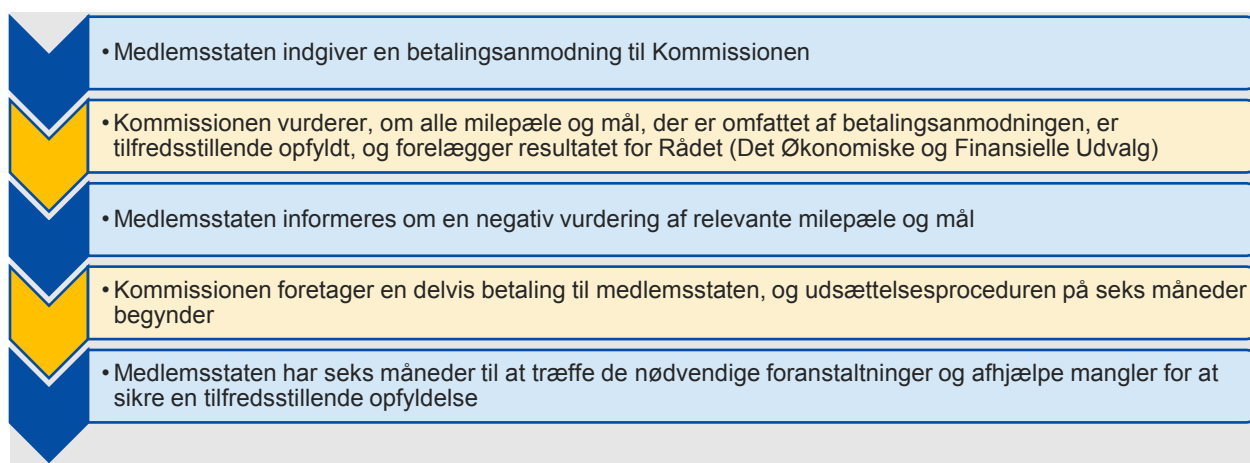 • Medlemsstaten indgiver en betalingsanmodning til Kommissionen
• Kommissionen vurderer, om alle milepæle og mål, der er omfattet af betalingsanmodningen, er
tilfredsstillende opfyldt, og forelægger resultatet for Rådet (Det Økonomiske og Finansielle Udvalg)
• Medlemsstaten informeres om en negativ vurdering af relevante milepæle og mål
• Kommissionen foretager en delvis betaling til medlemsstaten, og udsættelsesproceduren på seks måneder
begynder
• Medlemsstaten har seks måneder til at træffe de nødvendige foranstaltninger og afhjælpe mangler for at
sikre en tilfredsstillende opfyldelse